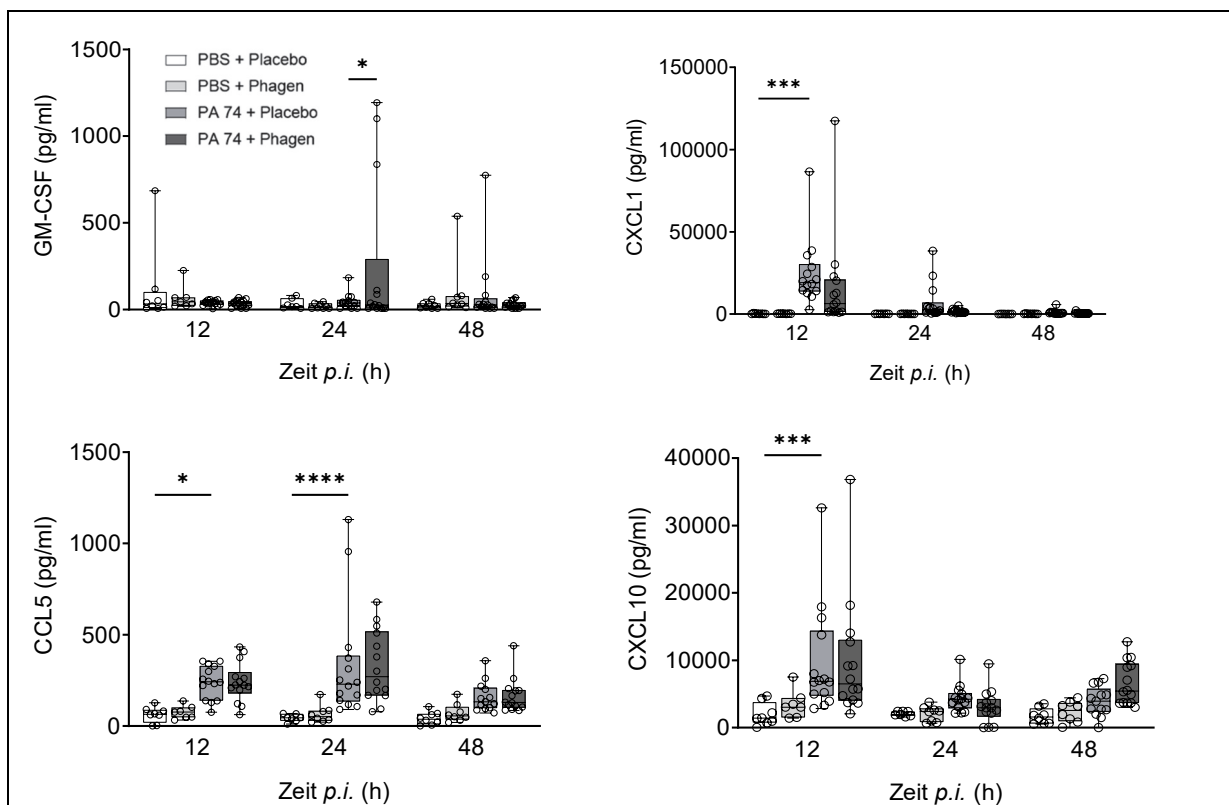 GM-CSF (pg/ml)
1500
1000
500
0
PBS + Placebo
PBS + Phagen
PA 74 + Placebo
PA 74 + Phagen
*
12 24 48
Zeit p.i. (h)
CXCL1 (pg/ml)
150000
100000
50000
0
***
12 24 48
Zeit p.i. (h)
CCL5 (pg/ml)
1500
1000
500
0
* ****
12 24 48
Zeit p.i. (h)
CXCL10 (pg/ml)
40000
30000
20000
10000
0
***
12 24 48
Zeit p.i. (h)